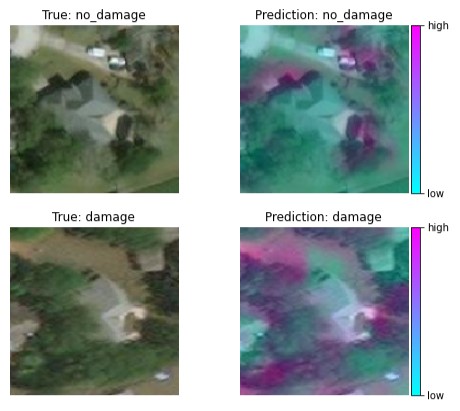 True: no_damage
Prediction: no_damage
high
low
True: damage
Prediction: damage
high
low